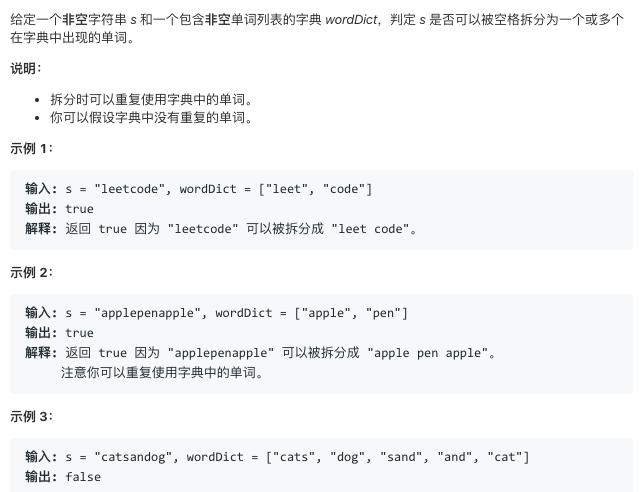 给定一个非空字符串 s 和一个包含非空单词列表的字典 wordDict，判定 s 是否可以被空格拆分为一个或多个
在字典中出现的单词。
说明：
• 拆分时可以重复使用字典中的单词。
• 你可以假设字典中没有重复的单词。
示例 1：
输入: s = "leetcode", wordDict = ["leet", "code"]
输出: true
解释: 返回 true 因为 "leetcode" 可以被拆分成 "leet code"。
示例 2：
输入: s = "applepenapple", wordDict = ["apple", "pen"]
输出: true
解释: 返回 true 因为 "applepenapple" 可以被拆分成 "apple pen apple"。
注意你可以重复使用字典中的单词。
示例 3：
输入: s = "catsandog", wordDict = ["cats", "dog", "sand", "and", "cat"]
输出: false